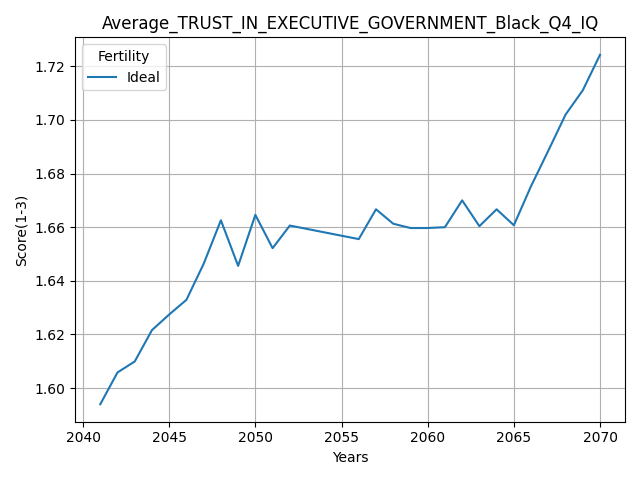 Average_TRUST_IN_EXECUTIVE_GOVERNMENT_Black_Q4_IQ
Fertility
Ideal
Score(1-3)
1.72
1.70
1.68
1.66
1.64
1.62
1.60
2040 2045 2050 2055 2060 2065 2070
Years